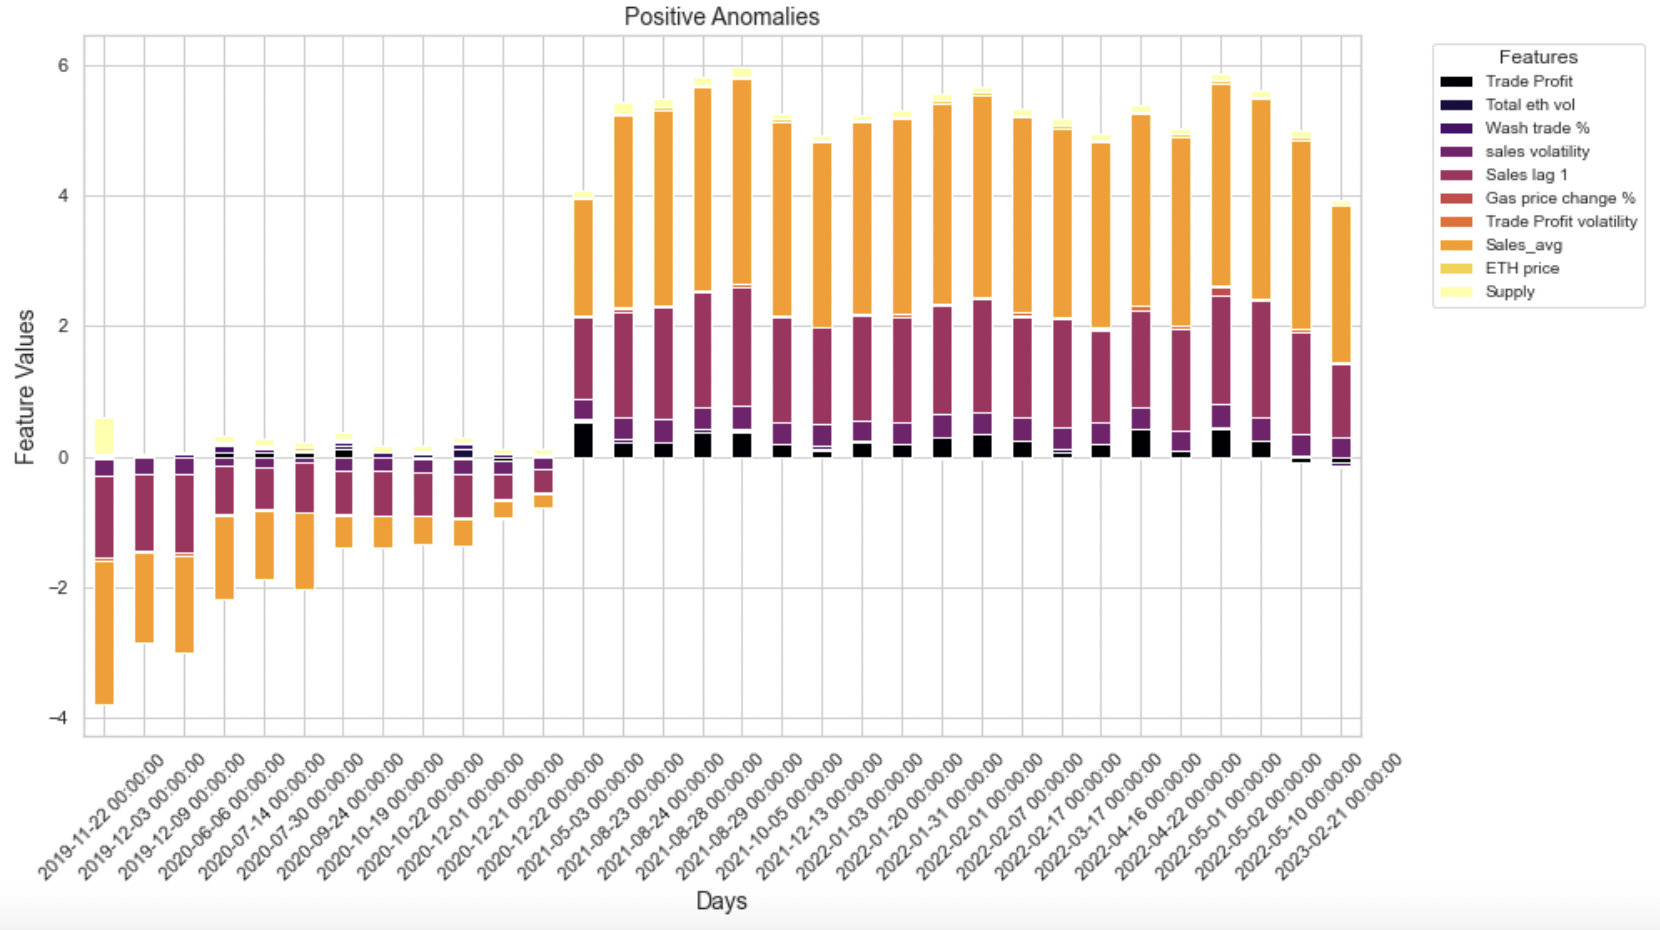 Positive Anomalies
Feature Values
6
4
2
0
−2
−4
2019-11-22 00:00:00
2019-12-03 00:00:00
2019-12-09 00:00:00
2020-06-06 00:00:00
2020-07-14 00:00:00
2020-07-30 00:00:00
2020-09-24 00:00:00
2020-10-19 00:00:00
2020-10-22 00:00:00
2020-12-01 00:00:00
2020-12-21 00:00:00
2020-12-22 00:00:00
2021-05-03 00:00:00
2021-08-23 00:00:00
2021-08-24 00:00:00
2021-08-28 00:00:00
2021-08-29 00:00:00
2021-10-05 00:00:00
2021-12-13 00:00:00
2022-01-03 00:00:00
2022-01-20 00:00:00
2022-01-31 00:00:00
2022-02-01 00:00:00
2022-02-07 00:00:00
2022-02-17 00:00:00
2022-03-17 00:00:00
2022-04-16 00:00:00
2022-04-22 00:00:00
2022-05-01 00:00:00
2022-05-02 00:00:00
2022-05-10 00:00:00
2023-02-21 00:00:00
Days
Features
Trade Profit
Total eth vol
Wash trade %
sales volatility
Sales lag 1
Gas price change %
Trade Profit volatility
Sales_avg
ETH price
Supply